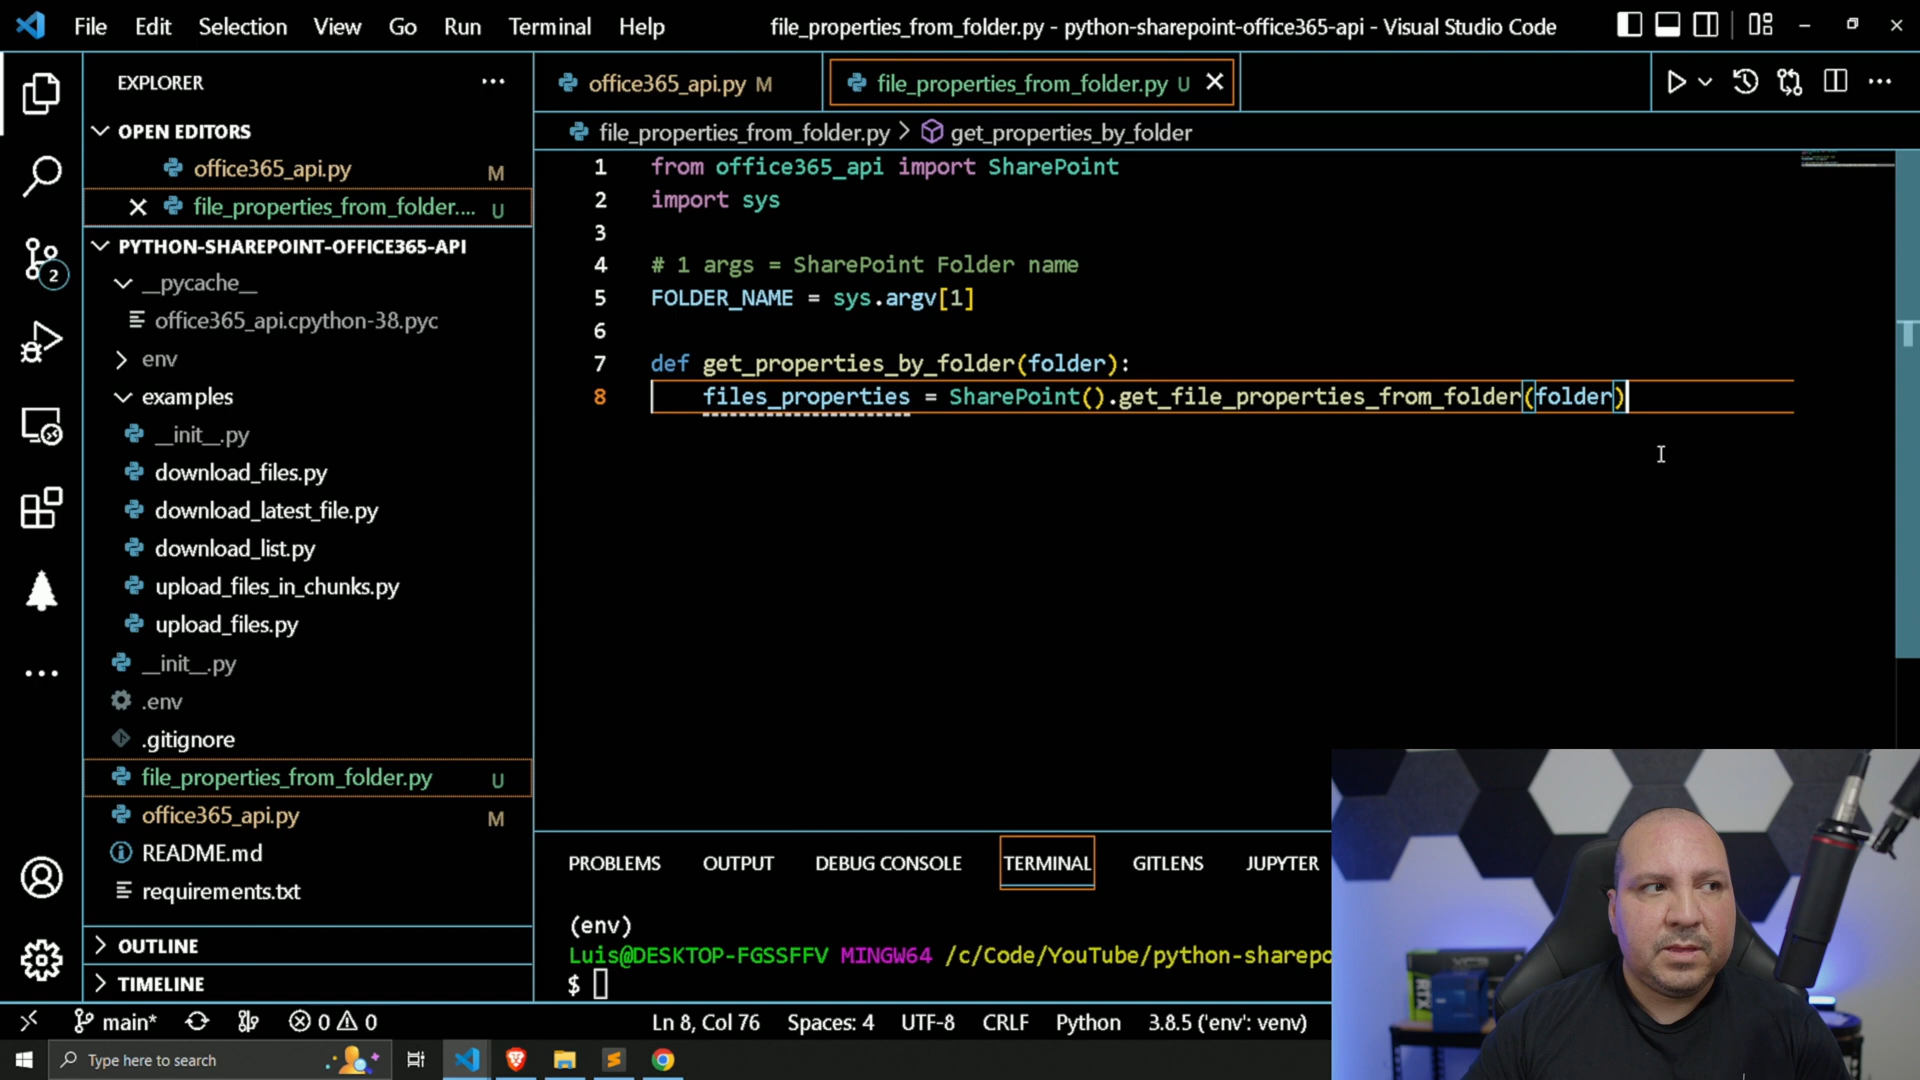 File Edit Selection View Go Run Terminal Help
file_properties_from_folder.py - python-sharepoint-office365-api - Visual Studio Code
EXPLORER
OPEN EDITORS
office365_api.py M
file_properties_from_folder.... U
PYTHON-SHAREPOINT-OFFICE365-API
__pycache__
office365_api.cpython-38.pyc
env
examples
__init__.py
download_files.py
download_latest_file.py
download_list.py
upload_files_in_chunks.py
upload_files.py
__init__.py
.env
.gitignore
file_properties_from_folder.py U
office365_api.py M
README.md
requirements.txt
OUTLINE
TIMELINE
2
office365_api.py M
file_properties_from_folder.py U
file_properties_from_folder.py > get_properties_by_folder
1 from office365_api import SharePoint
2 import sys
3
4 # 1 args = SharePoint Folder name
5 FOLDER_NAME = sys.argv[1]
6
7 def get_properties_by_folder(folder):
8 files_properties = SharePoint().get_file_properties_from_folder(folder)
PROBLEMS OUTPUT DEBUG CONSOLE TERMINAL GITLENS JUPYTER
(env)
Luis@DESKTOP-FGSSFFV MINGW64 /c/Code/YouTube/python-sharepo
$
RTX
main* 0 0 Ln 8, Col 76 Spaces: 4 UTF-8 CRLF Python 3.8.5 ('env': venv)
Type here to search